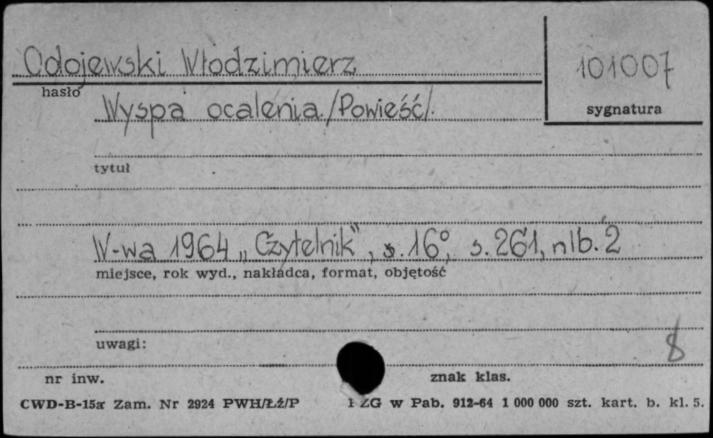 Odojewski Włodzimierz
101007
hasło
sygnatura
Wyspa ocalenia./Powieść/.
tytuł
W-wa 1964 „Czytelnik”, s.16°, s.261, nlb. 2
miejsce, rok wyd., nakładca, format, objętość
uwagi:
8
nr inw.
znak klas.
CWD-B-15a Zam. Nr 2924 PWH/Łż/P
ZG w Pab. 912-64 1 000 000 szt. kart. b. kl. 5.